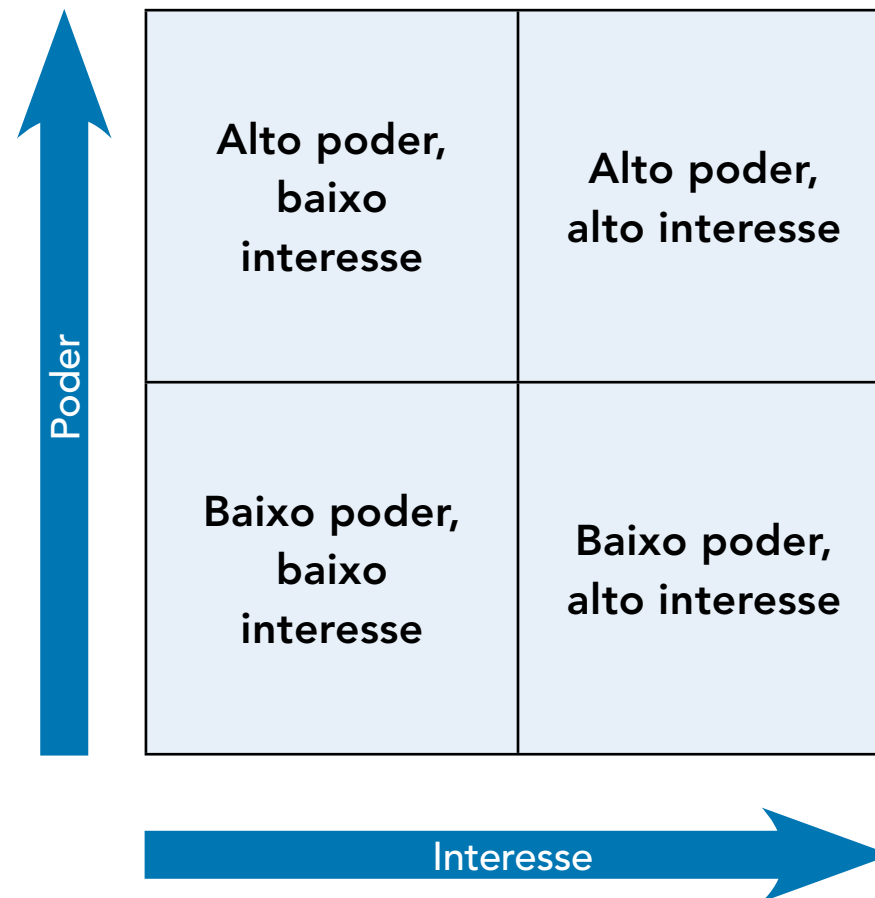 Alto poder,
baixo
interesse
Alto poder,
alto interesse
Poder
Baixo poder,
baixo
interesse
Baixo poder,
alto interesse
Interesse